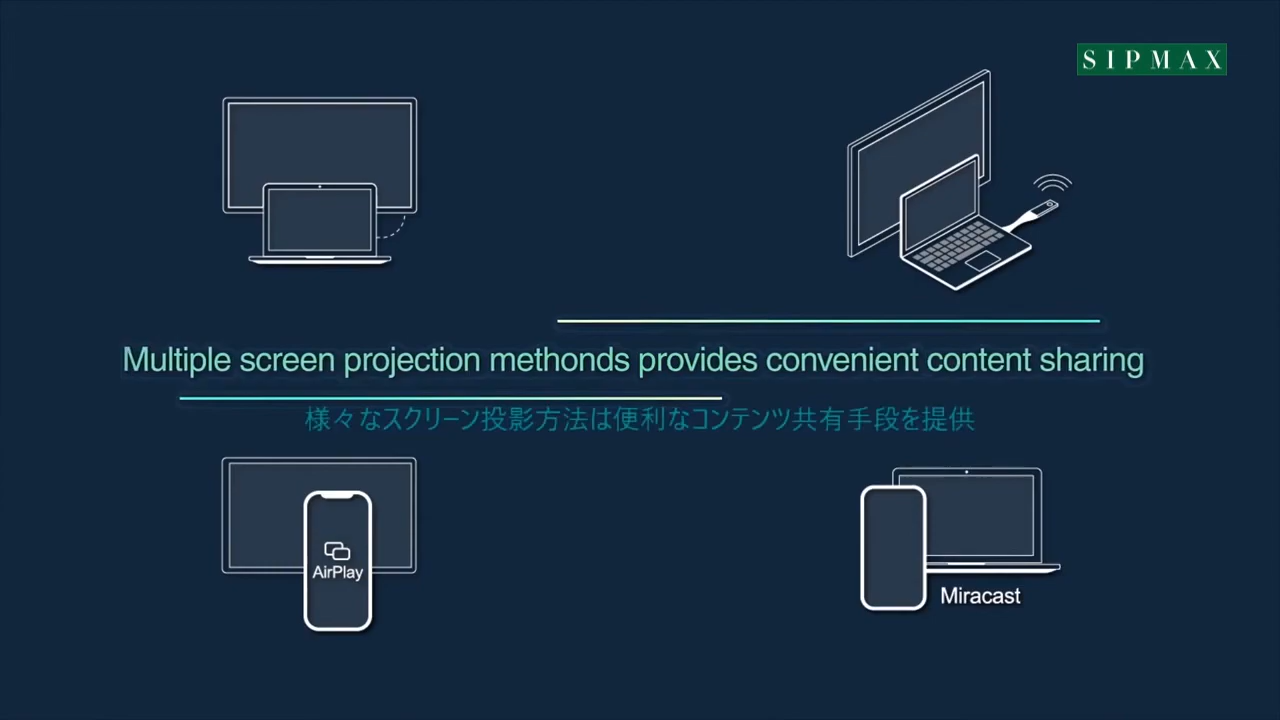 SIPMAX
Multiple screen projection methonds provides convenient content sharing
様々なスクリーン投影方法は便利なコンテンツ共有手段を提供
AirPlay
Miracast